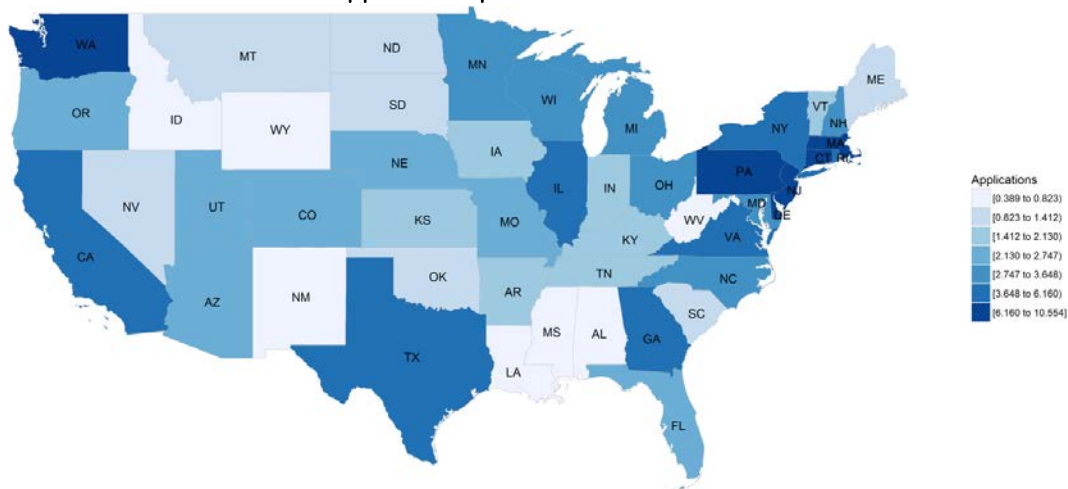 WA
MT
ND
MN
ME
VT
NH
OR
ID
SD
WI
MI
NY
MA
WY
CT
RI
IA
NE
PA
NJ
NV
UT
CO
IL
IN
OH
MD
DE
WV
VA
KS
MO
KY
CA
TN
NC
AZ
NM
OK
AR
SC
MS
AL
GA
TX
LA
FL
Applications
[0.389 to 0.823)
[0.823 to 1.412)
[1.412 to 2.130)
[2.130 to 2.747)
[2.747 to 3.648)
[3.648 to 6.160)
[6.160 to 10.554]